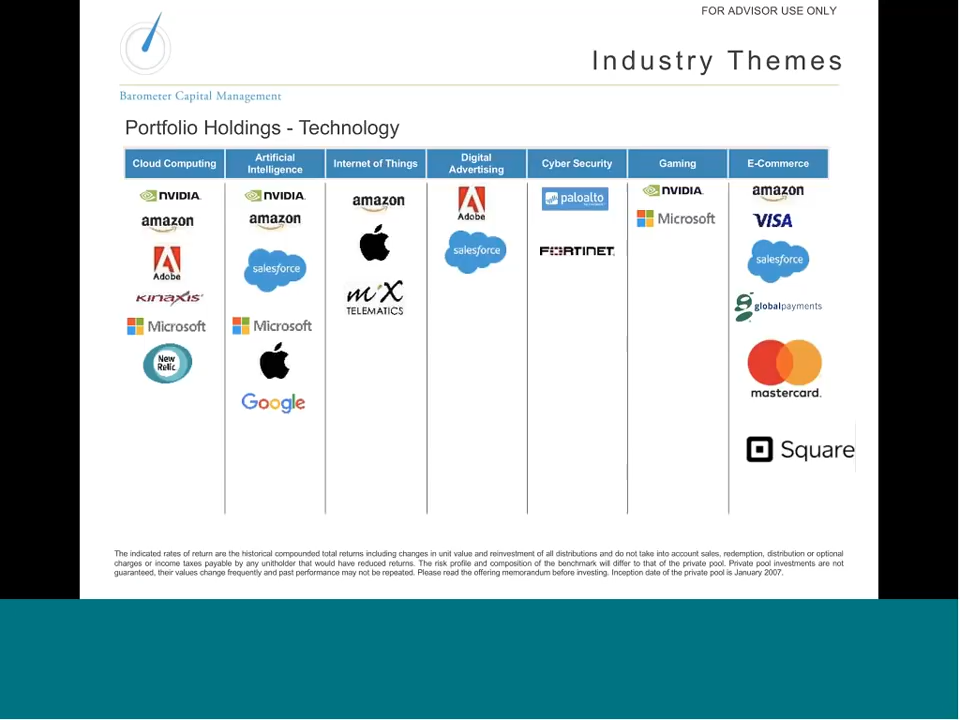 FOR ADVISOR USE ONLY
Industry Themes
Barometer Capital Management
Portfolio Holdings - Technology
Cloud Computing
Artificial
Intelligence
Internet of Things
Digital
Advertising
Cyber Security
Gaming
E-Commerce
NVIDIA.
amazon
Adobe
KINAXIS
Microsoft
New
Relic
NVIDIA.
amazon
salesforce
Microsoft
Google
amazon
mix
TELEMATICS
Adobe
salesforce
paloalto
FORTINET.
NVIDIA.
Microsoft
amazon
VISA
salesforce
globalpayments
mastercard.
Square
The indicated rates of return are the historical compounded total returns including changes in unit value and reinvestment of all distributions and do not take into account sales, redemption, distribution or optional
charges or income taxes payable by any unitholder that would have reduced returns. The risk profile and composition of the benchmark will differ to that of the private pool. Private pool investments are not
guaranteed, their values change frequently and past performance may not be repeated. Please read the offering memorandum before investing. Inception date of the private pool is January 2007.